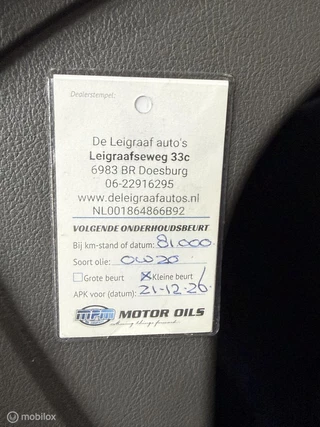 Dealerstempel:
De Leigraaf auto's
Leigraafseweg 33c
6983 BR Doesburg
06-22916295
www.deleigraafautos.nl
NL001864866B92
VOLGENDE ONDERHOUDSBEURT
Bij km-stand of datum: 81.000
Soort olie: OW20
Grote beurt Kleine beurt
APK voor (datum): 21-12-26
mpm MOTOR OILS
© mobilox